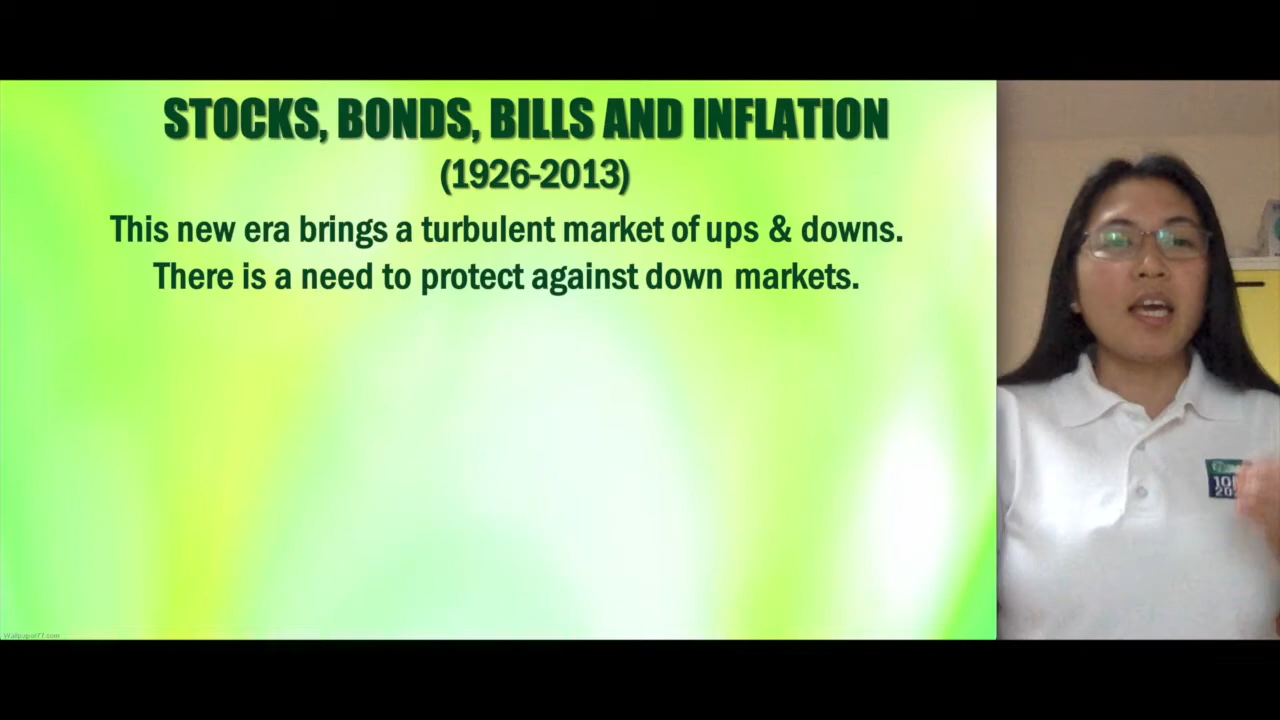 STOCKS, BONDS, BILLS AND INFLATION
(1926-2013)
This new era brings a turbulent market of ups & downs.
There is a need to protect against down markets.